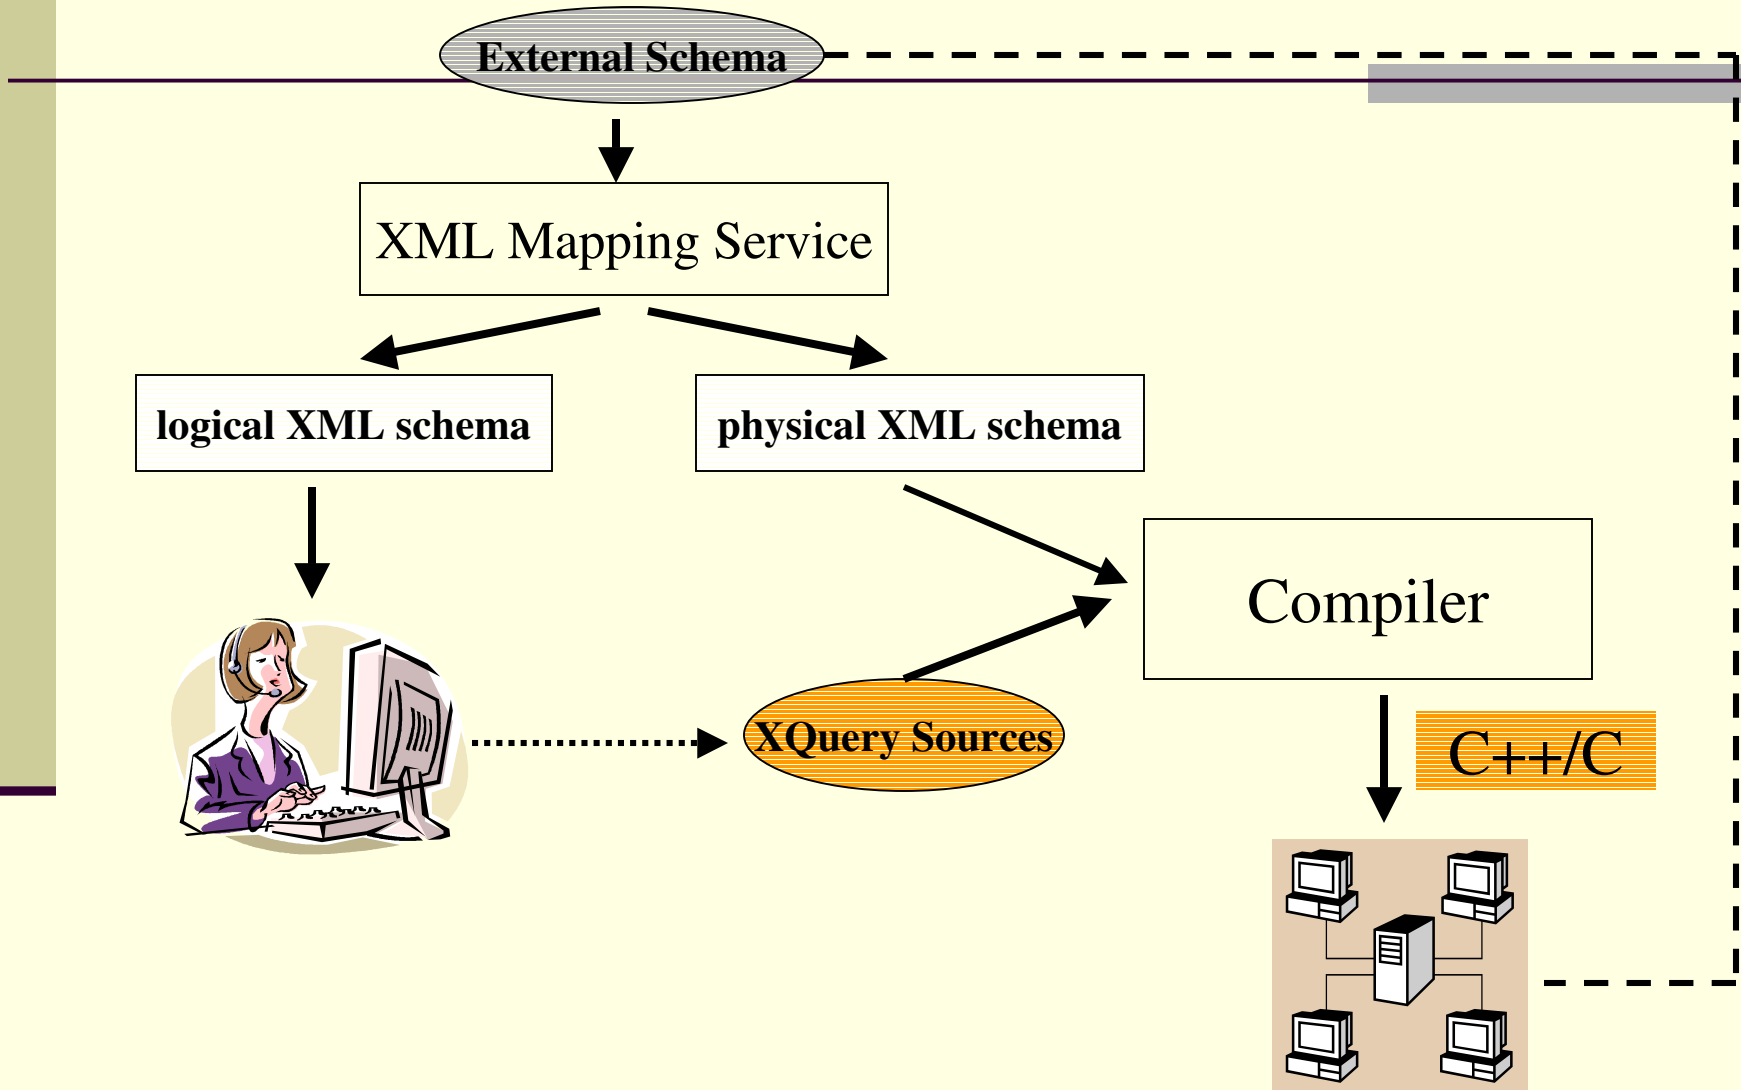 External Schema
XML Mapping Service
logical XML schema
physical XML schema
Compiler
XQuery Sources
C++/C